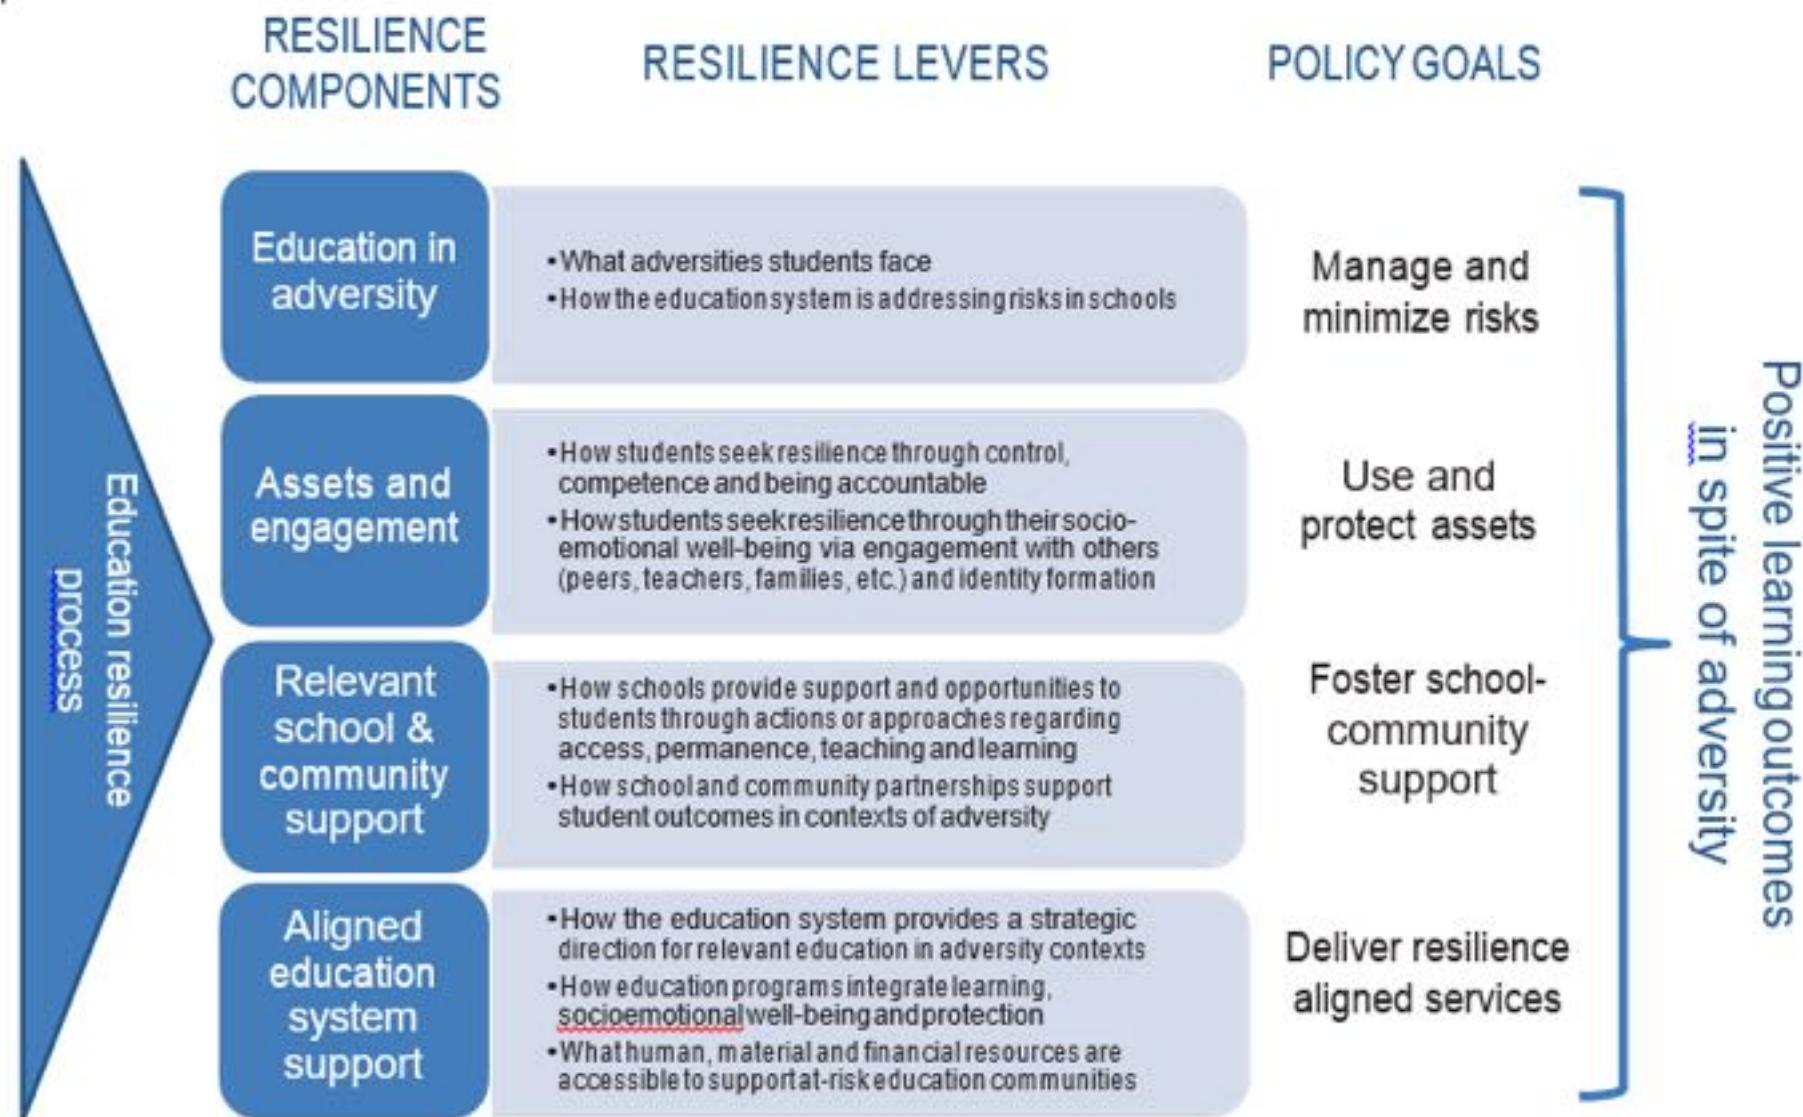 RESILIENCE
COMPONENTS
RESILIENCE LEVERS
POLICY GOALS
Education resilience
process
Education in
adversity
•What adversities students face
•How the education system is addressing risks in schools
Manage and
minimize risks
Assets and
engagement
•How students seek resilience through control,
competence and being accountable
•How students seek resilience through their socio-
emotional well-being via engagement with others
(peers, teachers, families, etc.) and identity formation
Use and
protect assets
Relevant
school &
community
support
•How schools provide support and opportunities to
students through actions or approaches regarding
access, permanence, teaching and learning
•How school and community partnerships support
student outcomes in contexts of adversity
Foster school-
community
support
Aligned
education
system
support
•How the education system provides a strategic
direction for relevant education in adversity contexts
•How education programs integrate learning,
socioemotional well-being and protection
•What human, material and financial resources are
accessible to support at-risk education communities
Deliver resilience
aligned services
Positive learning outcomes
in spite of adversity